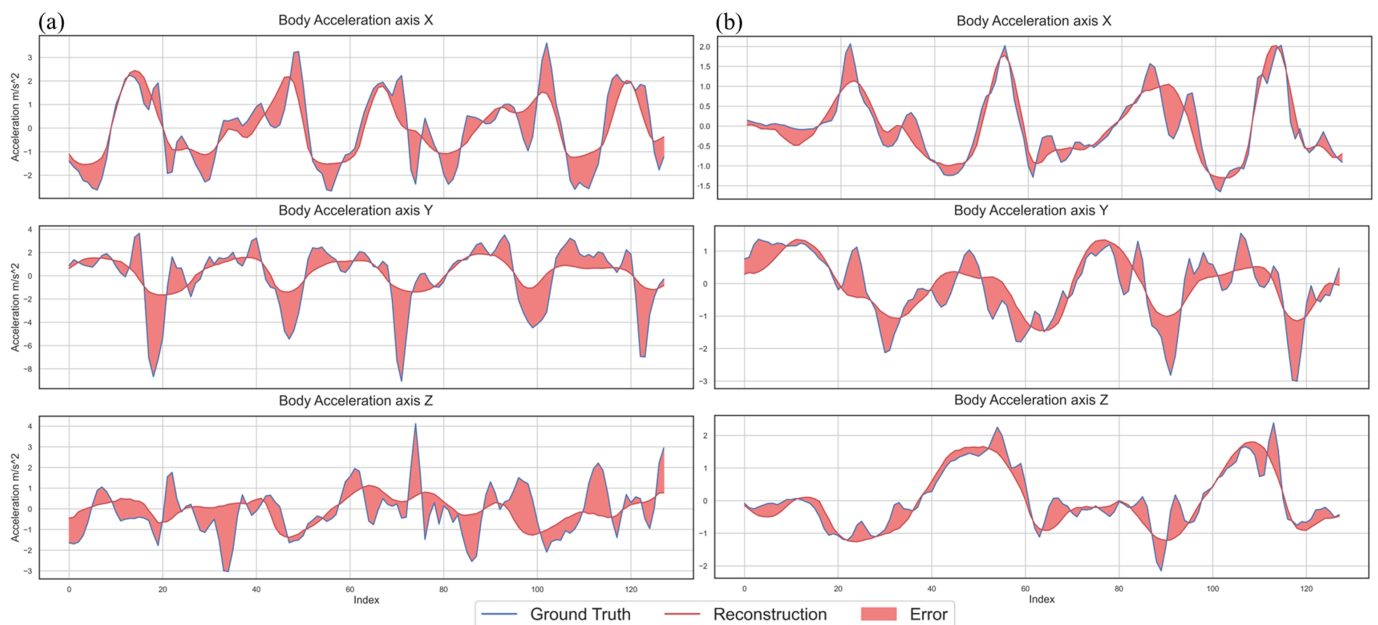 (a)
Body Acceleration axis X
Acceleration m/s^2
3
2
1
0
−1
−2
Body Acceleration axis Y
Acceleration m/s^2
4
2
0
−2
−4
−6
−8
Body Acceleration axis Z
Acceleration m/s^2
4
3
2
1
0
−1
−2
−3
0 20 40 60 80 100 120
Index
(b)
Body Acceleration axis X
2.0
1.5
1.0
0.5
0.0
-0.5
-1.0
-1.5
Body Acceleration axis Y
1
0
−1
−2
−3
Body Acceleration axis Z
2
1
0
−1
−2
0 20 40 60 80 100 120
Index
Ground Truth Reconstruction Error